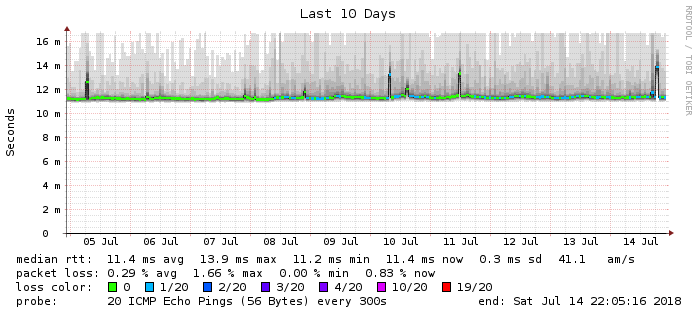 Last 10 Days
RRDTOOL / TOBI OETIKER
Seconds
16 m
14 m
12 m
10 m
8 m
6 m
4 m
2 m
0
05 Jul 06 Jul 07 Jul 08 Jul 09 Jul 10 Jul 11 Jul 12 Jul 13 Jul 14 Jul
median rtt: 11.4 ms avg 13.9 ms max 11.2 ms min 11.4 ms now 0.3 ms sd 41.1 am/s
packet loss: 0.29 % avg 1.66 % max 0.00 % min 0.83 % now
loss color: 0 1/20 2/20 3/20 4/20 10/20 19/20
probe: 20 ICMP Echo Pings (56 Bytes) every 300s end: Sat Jul 14 22:05:16 2018